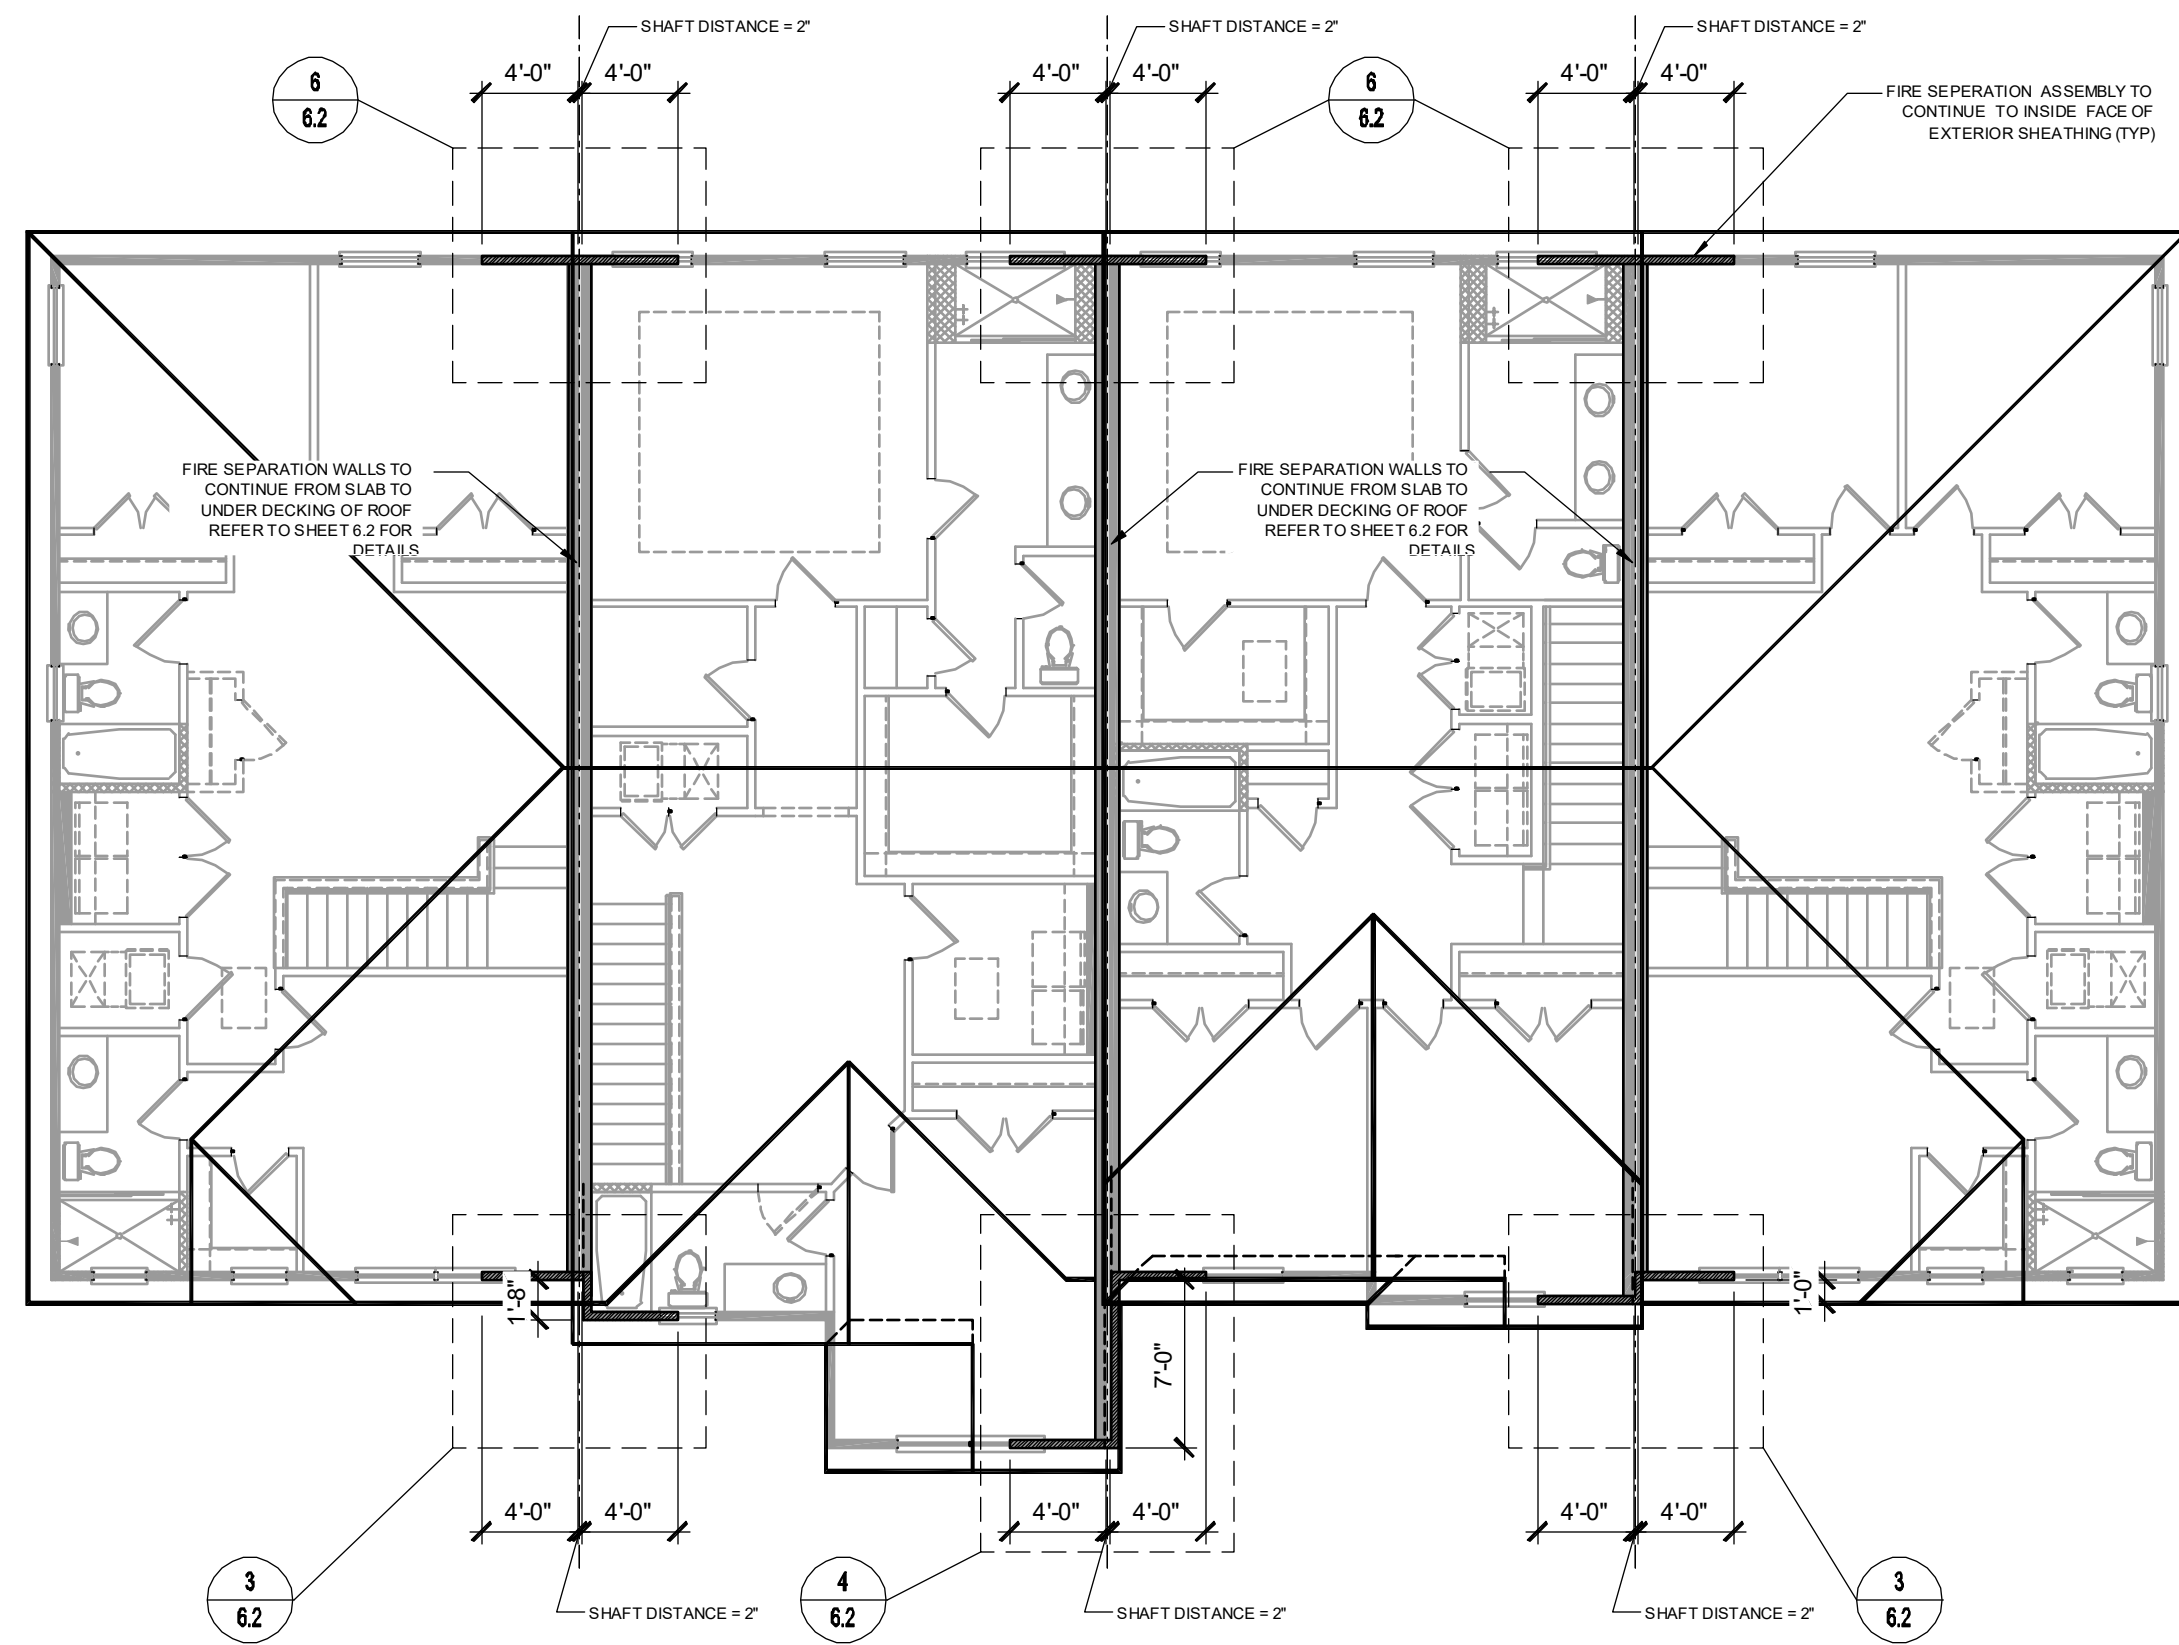 SHAFT DISTANCE = 2"
SHAFT DISTANCE = 2"
SHAFT DISTANCE = 2"
4'-0"
4'-0"
4'-0"
4'-0"
4'-0"
4'-0"
6
6.2
6
6.2
FIRE SEPERATION ASSEMBLY TO
CONTINUE TO INSIDE FACE OF
EXTERIOR SHEATHING (TYP)
FIRE SEPARATION WALLS TO
CONTINUE FROM SLAB TO
UNDER DECKING OF ROOF
REFER TO SHEET 6.2 FOR
DETAILS
FIRE SEPARATION WALLS TO
CONTINUE FROM SLAB TO
UNDER DECKING OF ROOF
REFER TO SHEET 6.2 FOR
DETAILS
1'-8"
7'-0"
1'-0"
4'-0"
4'-0"
4'-0"
4'-0"
4'-0"
4'-0"
3
6.2
4
6.2
3
6.2
SHAFT DISTANCE = 2"
SHAFT DISTANCE = 2"
SHAFT DISTANCE = 2"